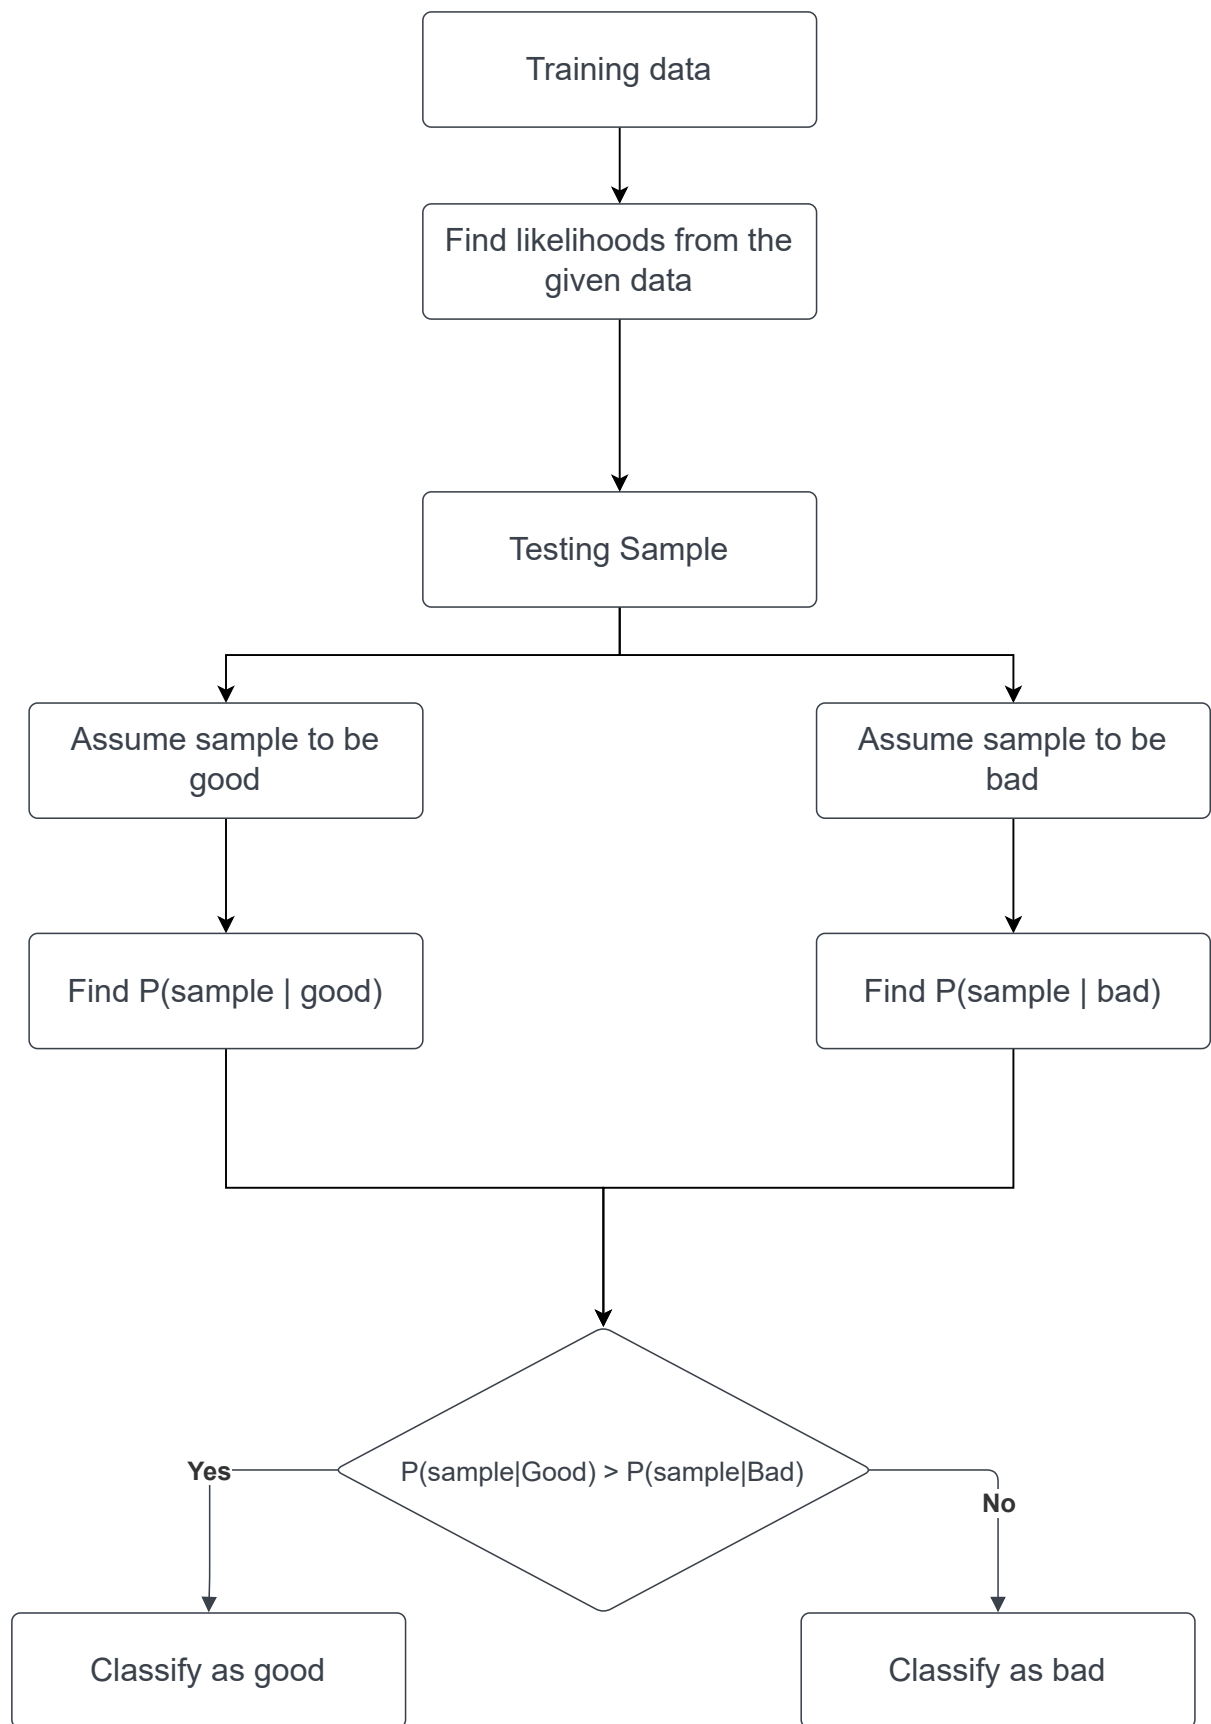 Training data
Find likelihoods from the
given data
Testing Sample
Assume sample to be
good
Assume sample to be
bad
Find P(sample | good)
Find P(sample | bad)
P(sample|Good) > P(sample|Bad)
Yes
No
Classify as good
Classify as bad